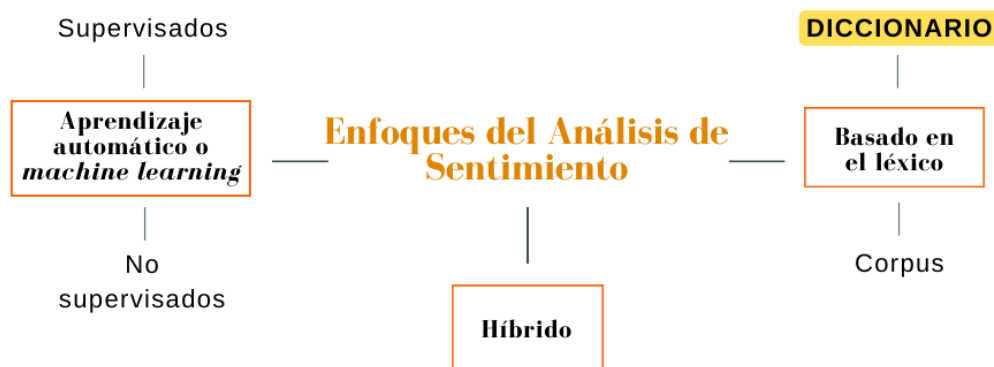 Supervisados
DICCIONARIO
Aprendizaje
automático o
machine learning
Enfoques del Análisis de
Sentimiento
Basado en
el léxico
No
supervisados
Corpus
Híbrido